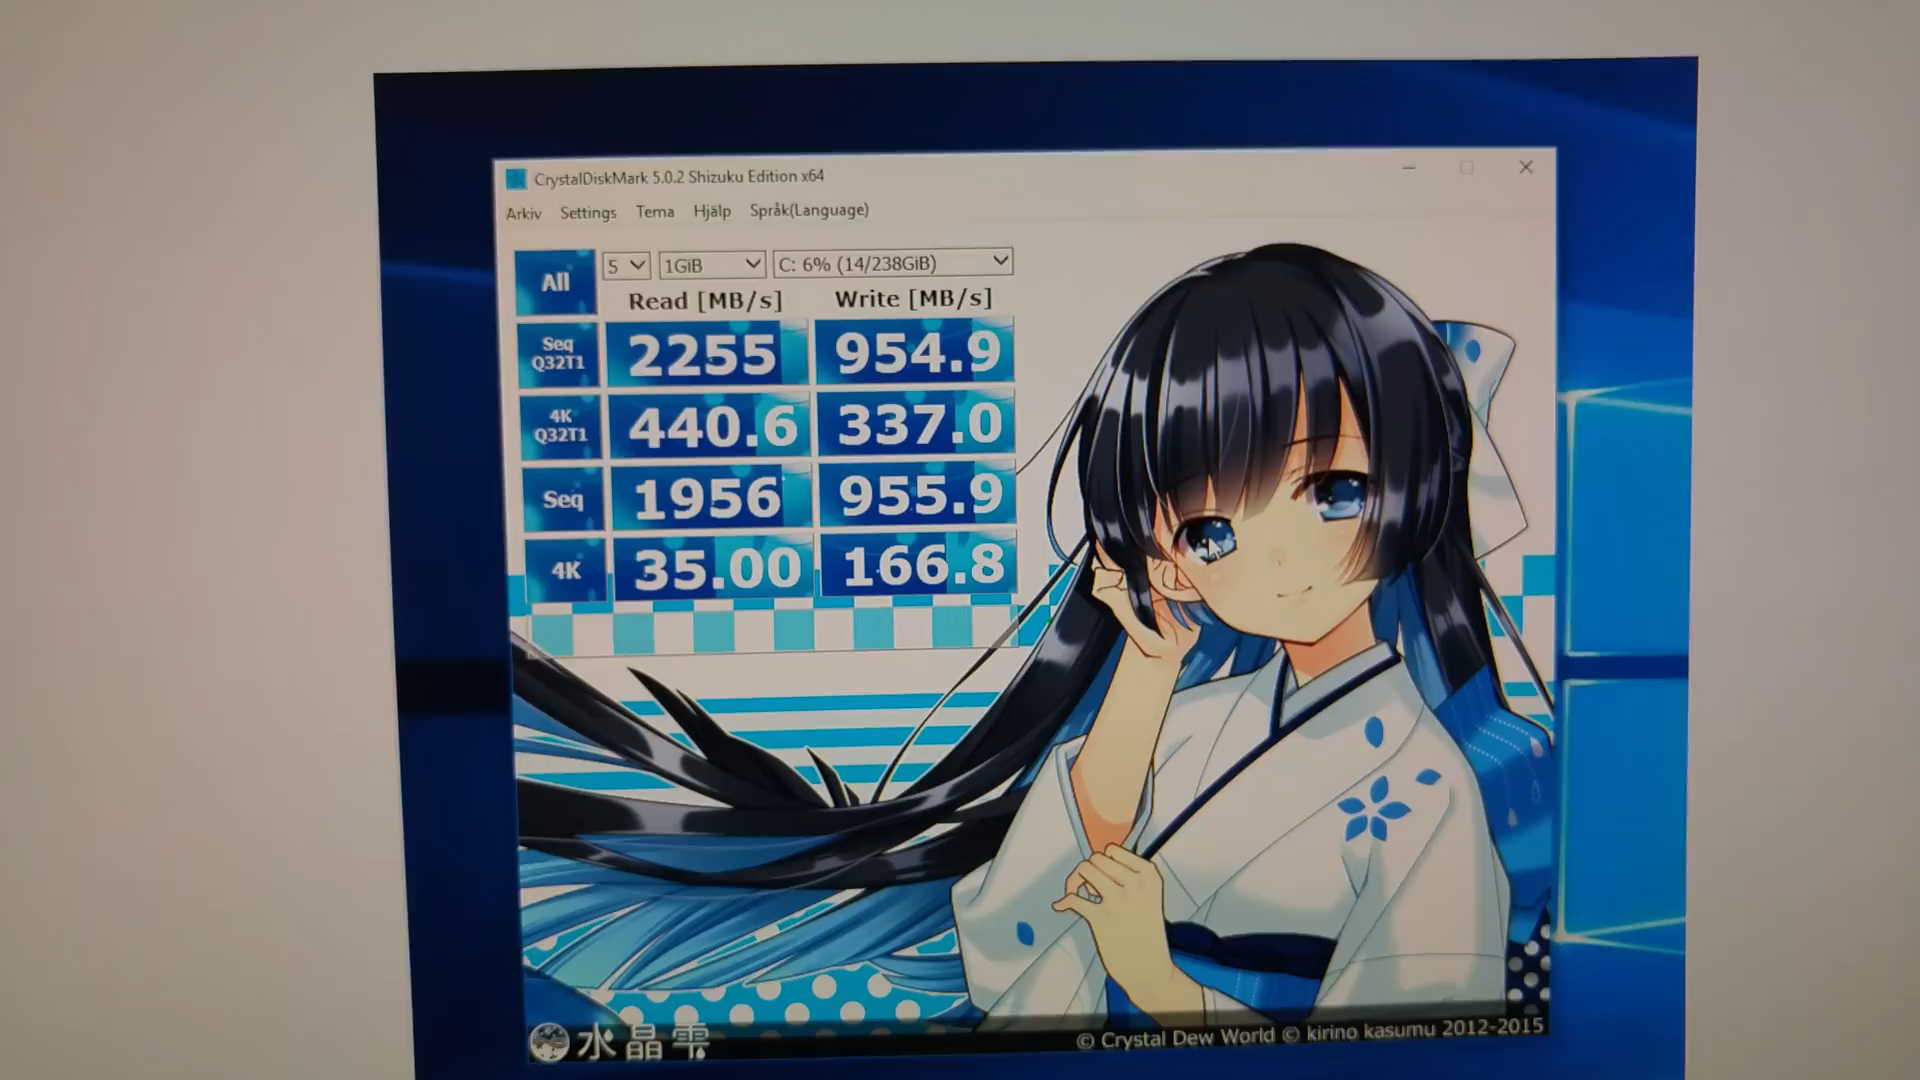 CrystalDiskMark 5.0.2 Shizuku Edition x64
Arkiv Settings Tema Hjälp Språk(Language)
All 5 1GiB C: 6% (14/238GiB)
Read [MB/s] Write [MB/s]
Seq Q32T1 2255 954.9
4K Q32T1 440.6 337.0
Seq 1956 955.9
4K 35.00 166.8
水晶雫 © Crystal Dew World © kirino kasumu 2012-2015